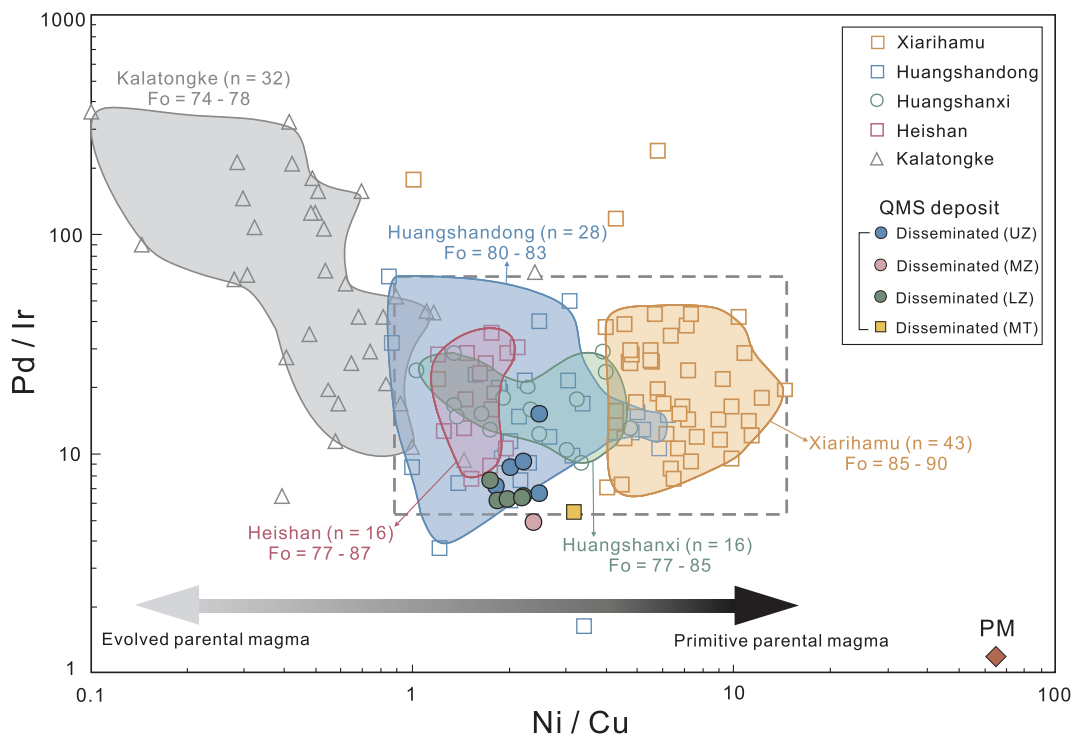 1000
100
10
1
Pd / Ir
Kalatongke (n = 32)
Fo = 74 - 78
Huangshandong (n = 28)
Fo = 80 - 83
Xiarihamu (n = 43)
Fo = 85 - 90
Heishan (n = 16)
Fo = 77 - 87
Huangshanxi (n = 16)
Fo = 77 - 85
Xiarihamu
Huangshandong
Huangshanxi
Heishan
Kalatongke
QMS deposit
Disseminated (UZ)
Disseminated (MZ)
Disseminated (LZ)
Disseminated (MT)
Evolved parental magma
Primitive parental magma
PM
0.1
1
10
100
Ni / Cu